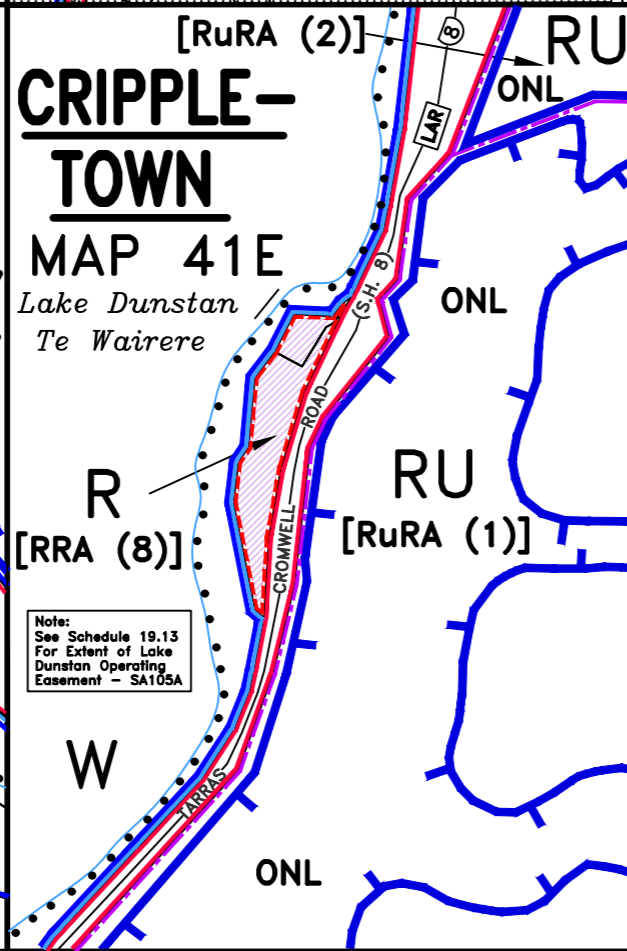 [RuRA (2)]
RU
8
ONL
CRIPPLE-
TOWN
LAR
MAP 41E
Lake Dunstan
Te Wairere
(S.H. 8)
ONL
ROAD
R
[RRA (8)]
RU
[RuRA (1)]
CROMWELL
Note:
See Schedule 19.13
For Extent of Lake
Dunstan Operating
Easement - SA105A
W
TARRAS
ONL